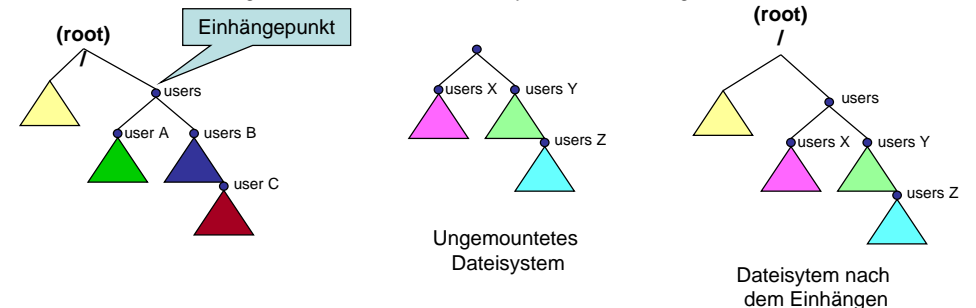 (root)
/
Einhängepunkt
users
user A
users B
user C
users X
users Y
users Z
Ungemountetes
Dateisystem
(root)
/
users
users X
users Y
users Z
Dateisytem nach
dem Einhängen